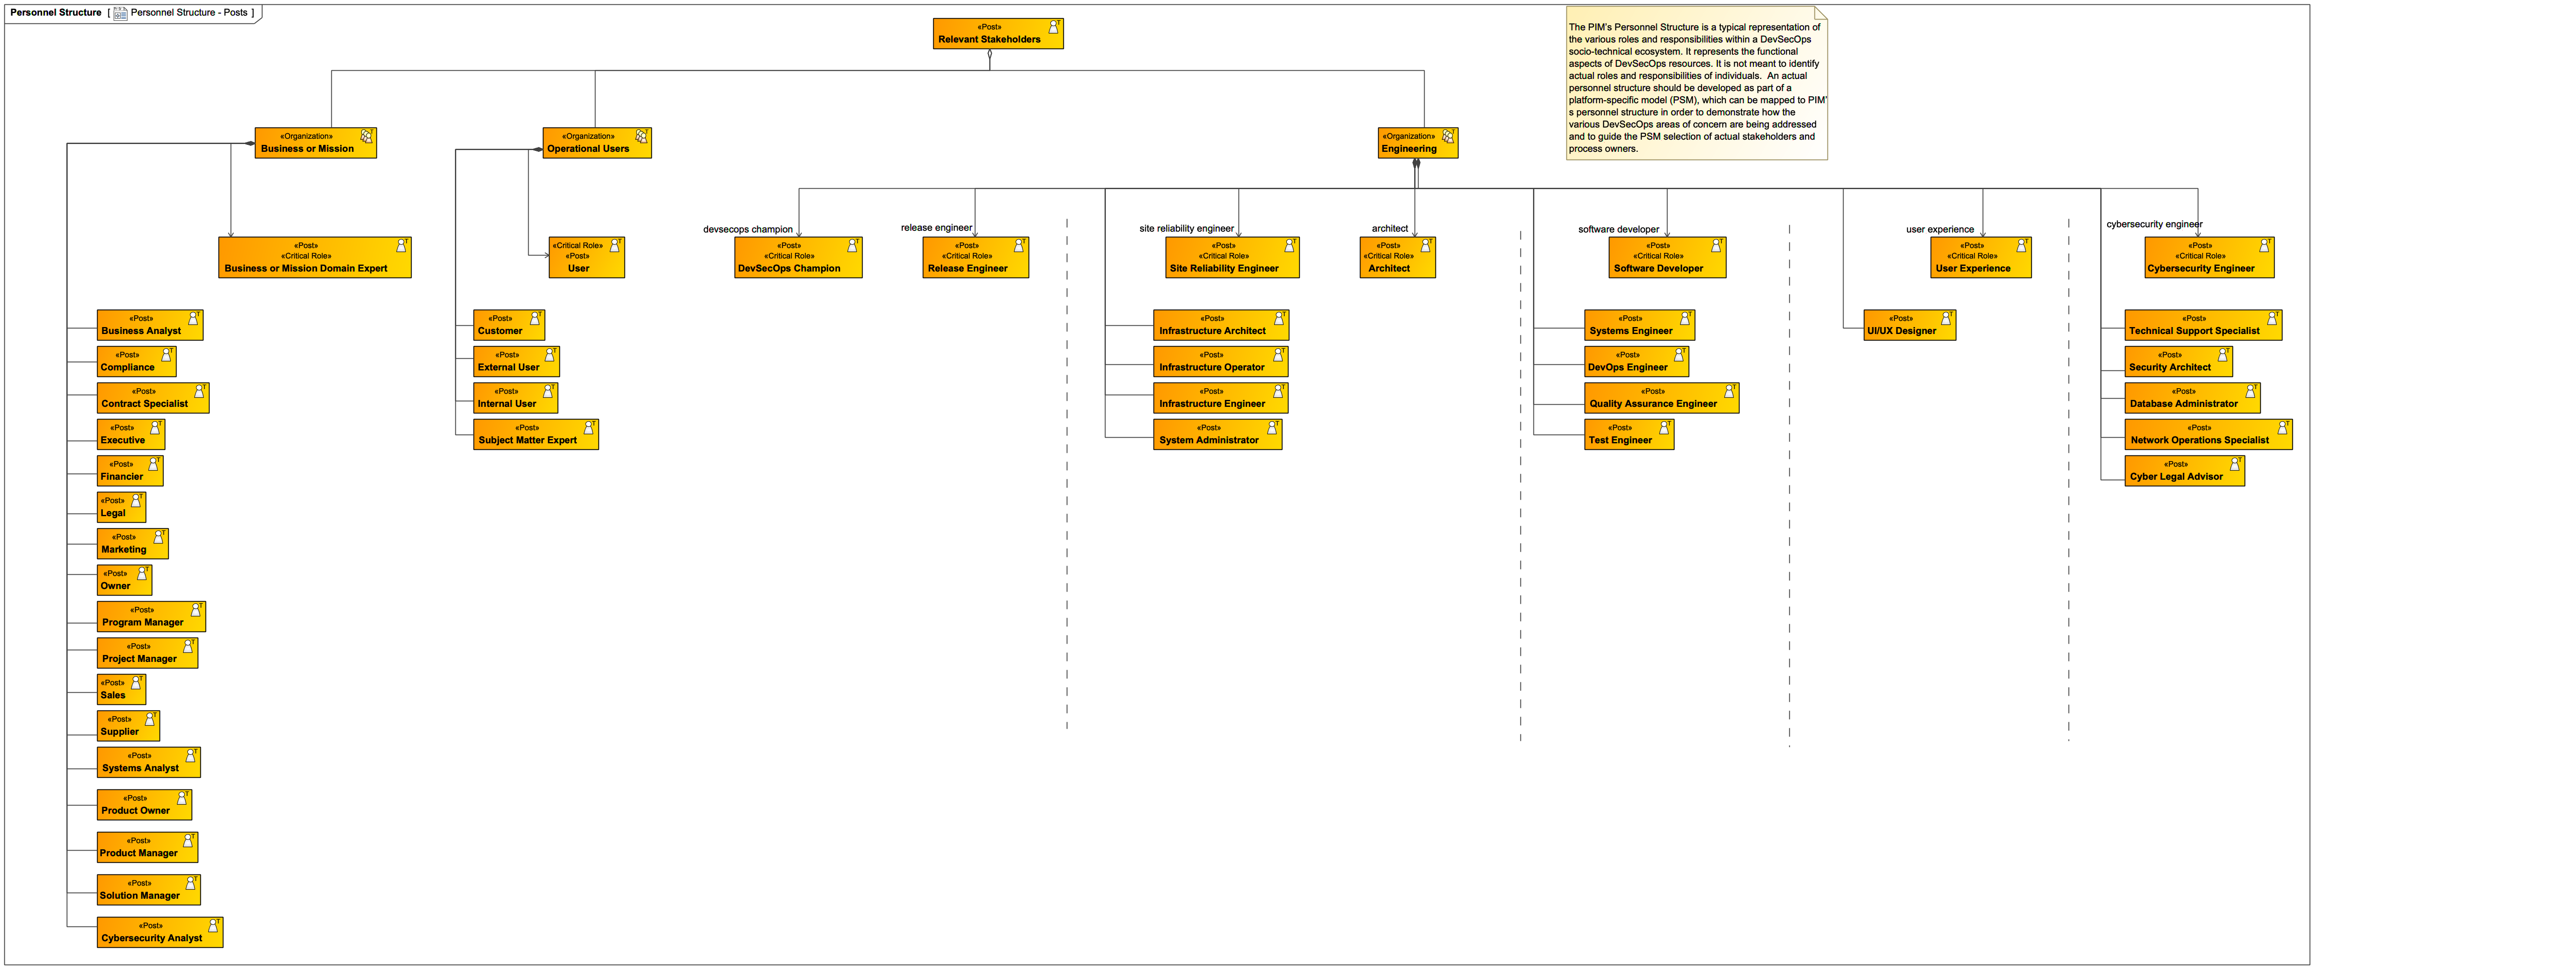 Personnel Structure [ Personnel Structure - Posts ]
«Post»
Relevant Stakeholders
The PIM's Personnel Structure is a typical representation of
the various roles and responsibilities within a DevSecOps
socio-technical ecosystem. It represents the functional
aspects of DevSecOps resources. It is not meant to identify
actual roles and responsibilities of individuals.  An actual
personnel structure should be developed as part of a
platform-specific model (PSM), which can be mapped to PIM'
s personnel structure in order to demonstrate how the
various DevSecOps areas of concern are being addressed
and to guide the PSM selection of actual stakeholders and
process owners.
«Organization»
Business or Mission
«Organization»
Operational Users
«Organization»
Engineering
«Post»
«Critical Role»
Business or Mission Domain Expert
«Critical Role»
«Post»
User
devsecops champion
«Post»
«Critical Role»
DevSecOps Champion
release engineer
«Post»
«Critical Role»
Release Engineer
site reliability engineer
«Post»
«Critical Role»
Site Reliability Engineer
architect
«Post»
«Critical Role»
Architect
software developer
«Post»
«Critical Role»
Software Developer
user experience
«Post»
«Critical Role»
User Experience
cybersecurity engineer
«Post»
«Critical Role»
Cybersecurity Engineer
«Post»
Business Analyst
«Post»
Compliance
«Post»
Contract Specialist
«Post»
Executive
«Post»
Financier
«Post»
Legal
«Post»
Marketing
«Post»
Owner
«Post»
Program Manager
«Post»
Project Manager
«Post»
Sales
«Post»
Supplier
«Post»
Systems Analyst
«Post»
Product Owner
«Post»
Product Manager
«Post»
Solution Manager
«Post»
Cybersecurity Analyst
«Post»
Customer
«Post»
External User
«Post»
Internal User
«Post»
Subject Matter Expert
«Post»
Infrastructure Architect
«Post»
Infrastructure Operator
«Post»
Infrastructure Engineer
«Post»
System Administrator
«Post»
Systems Engineer
«Post»
DevOps Engineer
«Post»
Quality Assurance Engineer
«Post»
Test Engineer
«Post»
UI/UX Designer
«Post»
Technical Support Specialist
«Post»
Security Architect
«Post»
Database Administrator
«Post»
Network Operations Specialist
«Post»
Cyber Legal Advisor